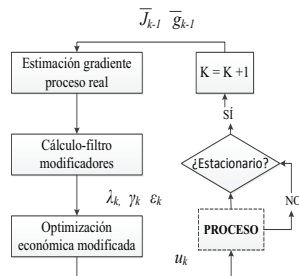 J̅k-1 g̅k-1
Estimación gradiente
proceso real
K = K +1
SÍ
Cálculo-filtro
modificadores
¿Estacionario?
λk, γk εk
NO
Optimización
económica modificada
PROCESO
uk